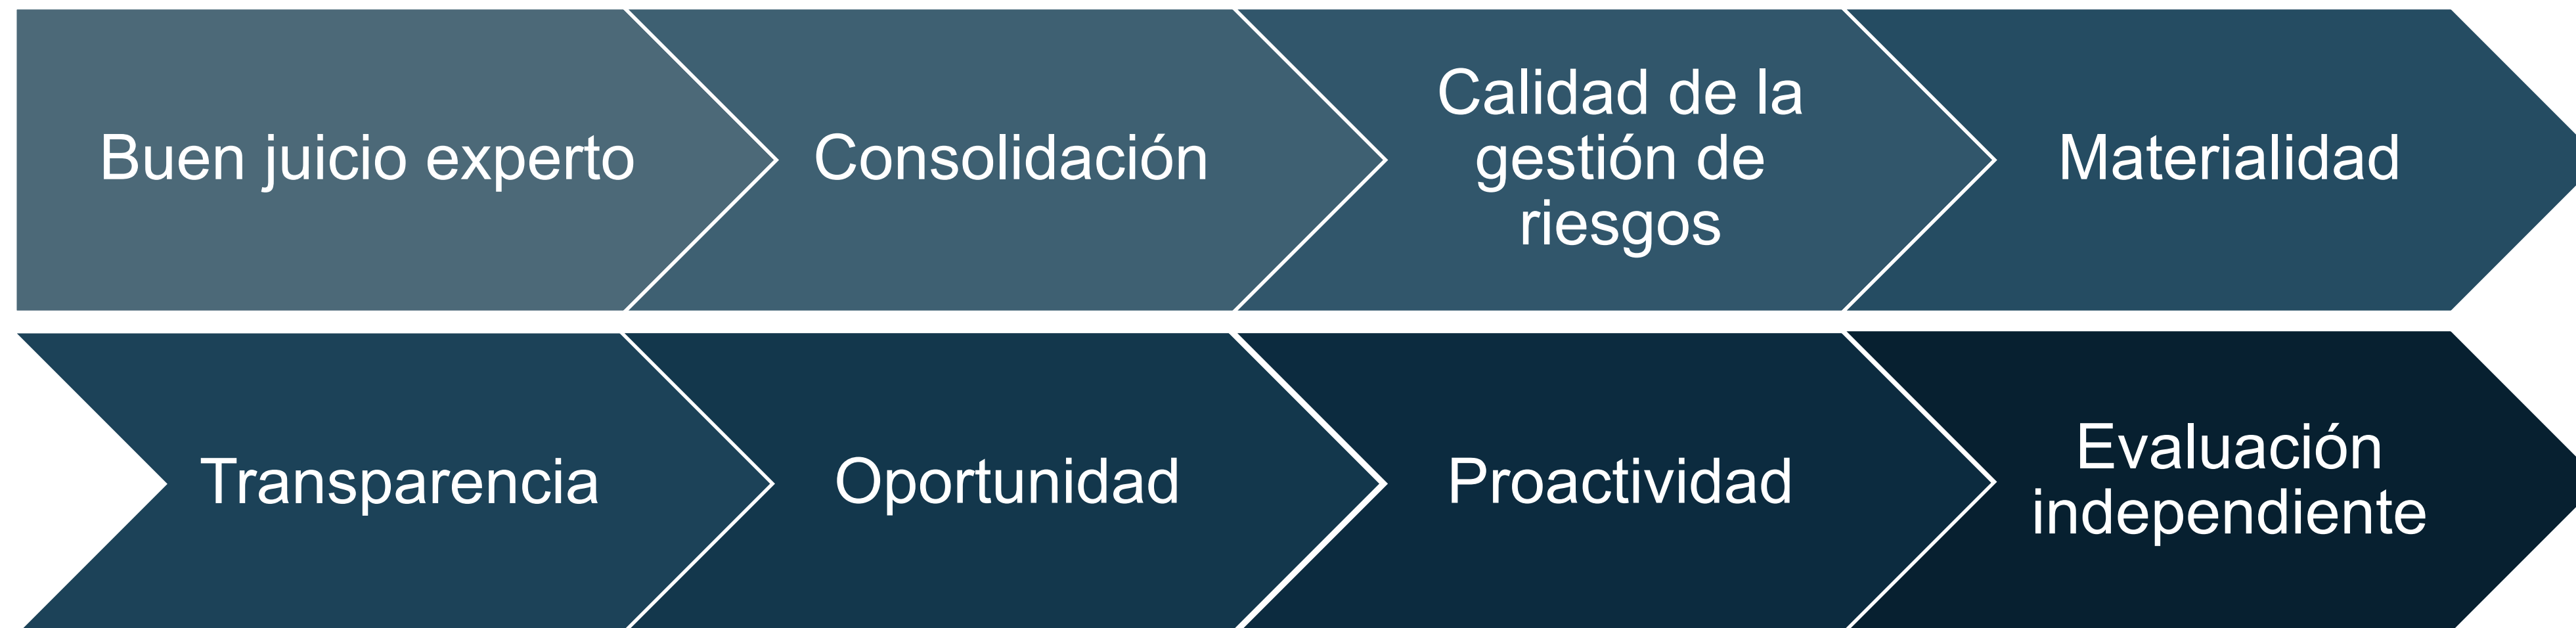 Buen juicio experto
Consolidación
Calidad de la
gestión de
riesgos
Materialidad
Transparencia
Oportunidad
Proactividad
Evaluación
independiente